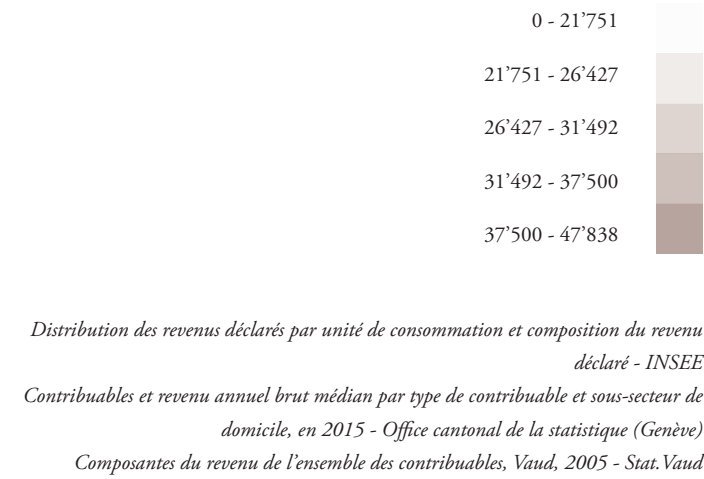 0 - 21’751
21’751 - 26’427
26’427 - 31’492
31’492 - 37’500
37’500 - 47’838
Distribution des revenus déclarés par unité de consommation et composition du revenu
déclaré - INSEE
Contribuables et revenu annuel brut médian par type de contribuable et sous-secteur de
domicile, en 2015 - Office cantonal de la statistique (Genève)
Composantes du revenu de l’ensemble des contribuables, Vaud, 2005 - Stat.Vaud